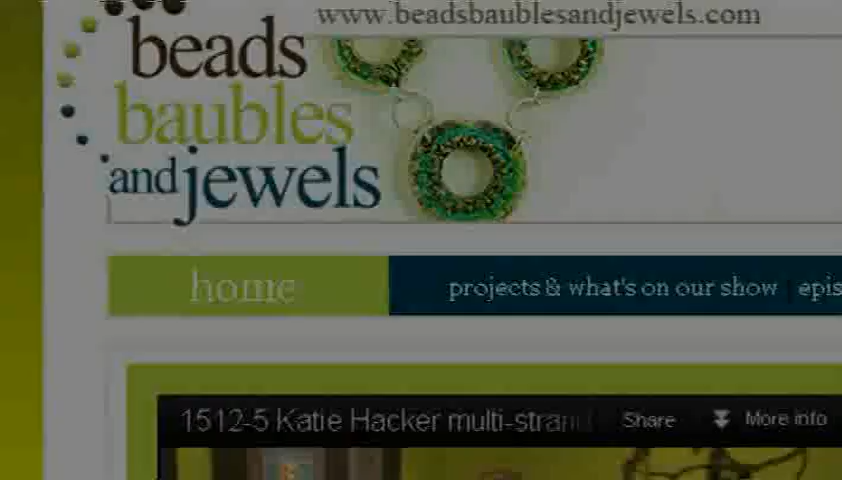 www.beadsbaublesandjewels.com
beads
baubles
and jewels
home
projects & what's on our show | epis
1512-5 Katie Hacker multi-strand
Share
More info